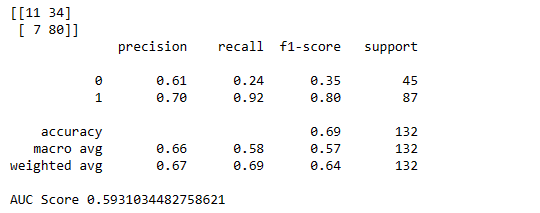 [[11 34]
[ 7 80]]
precision recall f1-score support
0 0.61 0.24 0.35 45
1 0.70 0.92 0.80 87
accuracy 0.69 132
macro avg 0.66 0.58 0.57 132
weighted avg 0.67 0.69 0.64 132
AUC Score 0.5931034482758621